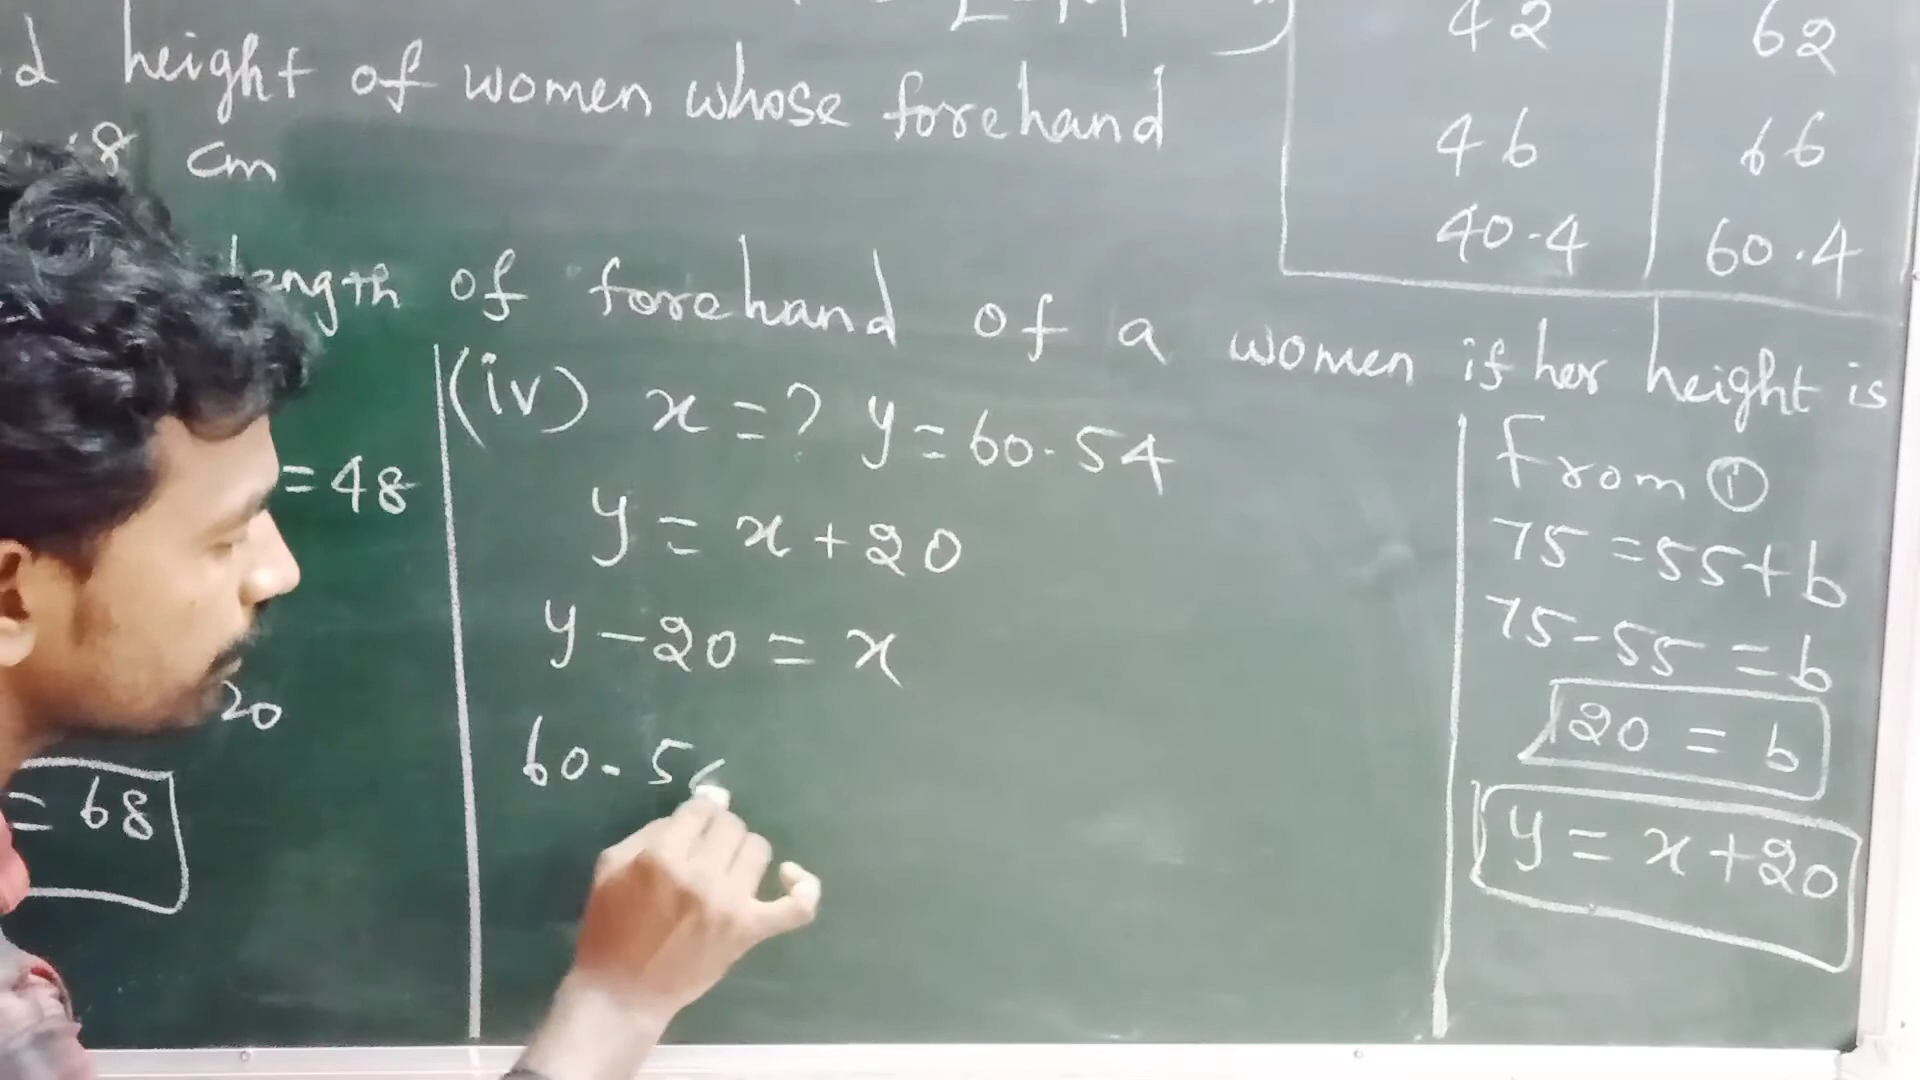 42 62
height of women whose forehand
46 66
8 cm
40.4 60.4
length of forehand of a women if her height is
(iv) x = ? y = 60.54
y = x + 20
y - 20 = x
60.5
From ①
75 = 55 + b
75 - 55 = b
20 = b
y = x + 20
= 48
20
= 68